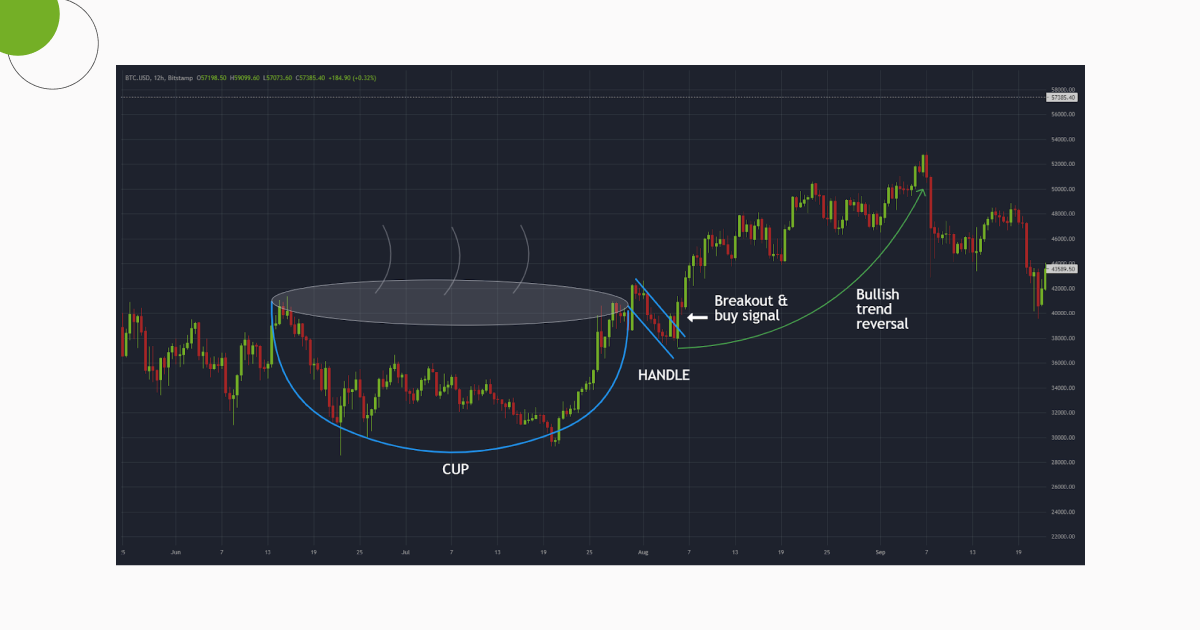 BTC.USD, 12h, Bitstamp O57198.50 H59099.60 L57073.60 C57385.40 +184.90 (+0.32%)
58000.00
57385.40
56000.00
54000.00
52000.00
50000.00
48000.00
46000.00
44000.00
43589.50
42000.00
40000.00
38000.00
36000.00
34000.00
32000.00
30000.00
28000.00
26000.00
24000.00
22000.00
Breakout &
buy signal
Bullish
trend
reversal
HANDLE
CUP
Jun 7 13 19 25 Jul 7 13 19 25 Aug 7 13 19 25 Sep 7 13 19